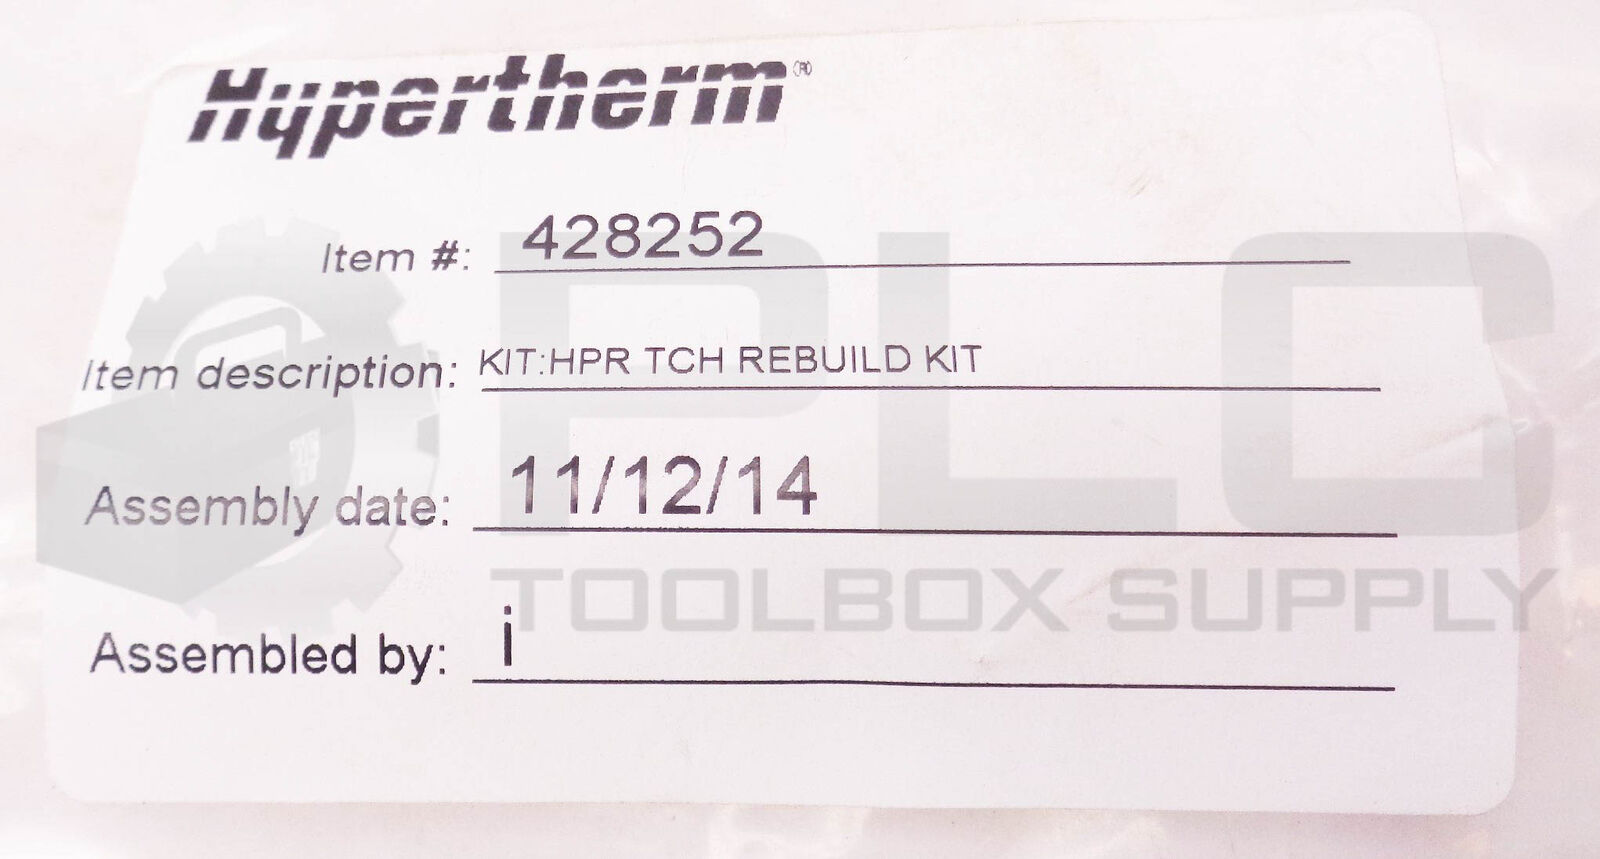 Hypertherm®
Item #: 428252
Item description: KIT:HPR TCH REBUILD KIT
Assembly date: 11/12/14
Assembled by: i
PLC
TOOLBOX SUPPLY